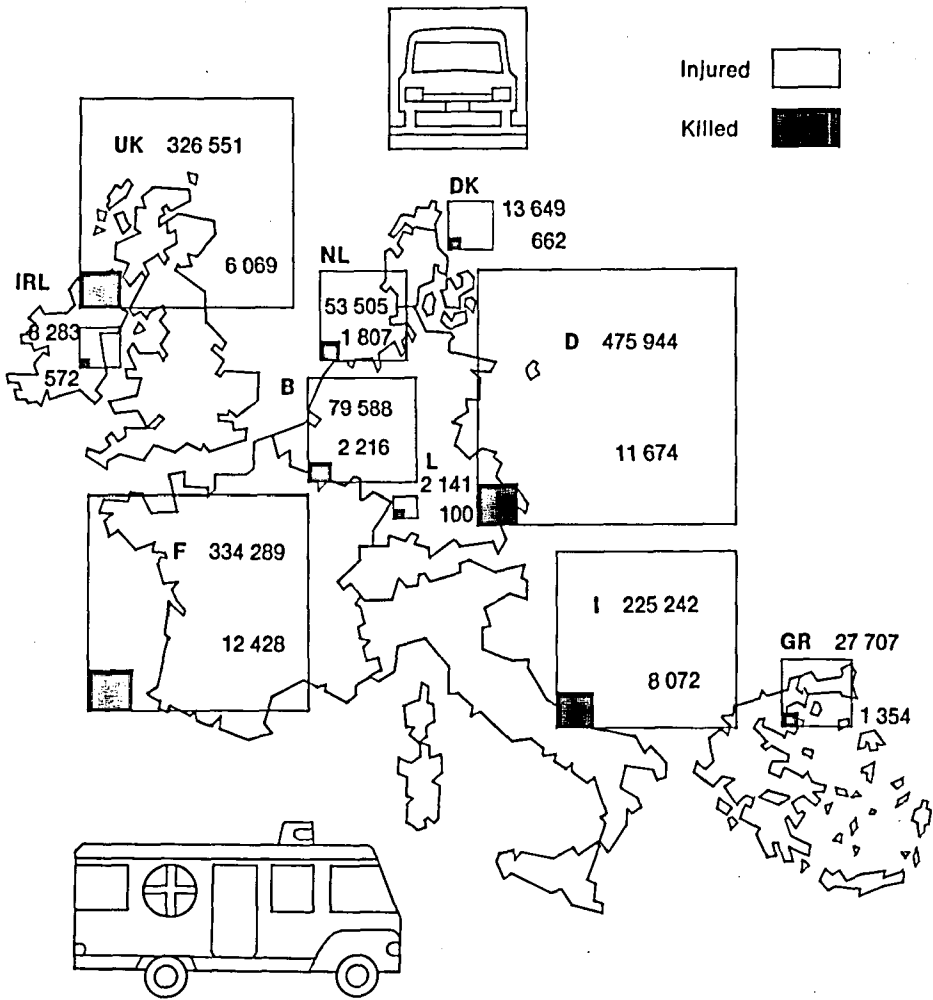 Injured
Killed
UK 326 551
6 069
DK
13 649
662
NL
53 505
1 807
IRL
8 283
572
D 475 944
11 674
B
79 588
2 216
L
2 141
100
F 334 289
12 428
I 225 242
8 072
GR 27 707
1 354